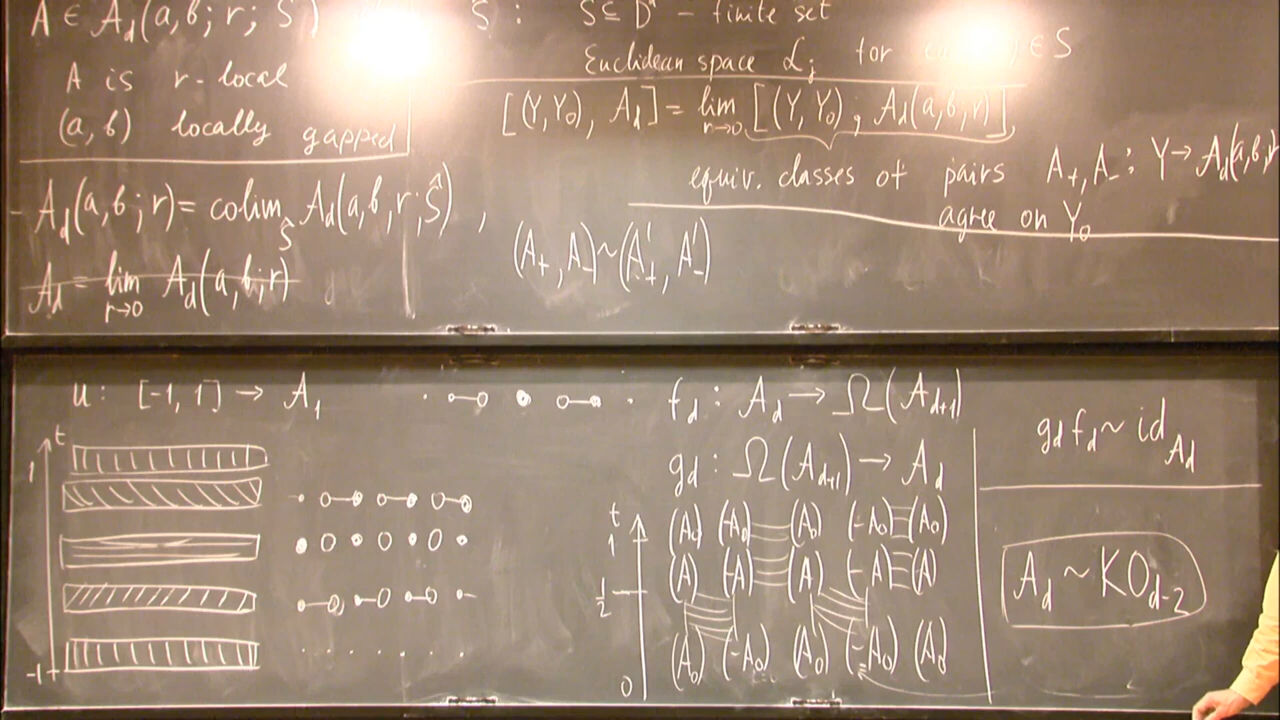 A ∈ A_d(a,b; r; Ŝ)
A is r-local
(a,b) locally gapped
Ŝ: S ⊆ D^d – finite set
Euclidean space L_j for j ∈ S
[(Y,Y_0), A_d] = lim_{r→0} [(Y,Y_0), A_d(a,b,r)],
equiv. classes of pairs A_+, A_- : Y → A_d(a,b,r)
agree on Y_0
- A_d(a,b;r) = colim_Ŝ A_d(a,b,r,Ŝ),
A_d = lim_{r→0} A_d(a,b;r)
(A_+, A_-) ~ (A'_+, A'_-)
u: [-1,1] → A_1
t
1
-1
f_d : A_d → Ω(A_{d+1})
g_d : Ω(A_{d+1}) → A_d
t
1 (A_0) (-A_0) (A_0) (-A_0) (A_0)
1/2 (A) (-A) (A) (-A) (A)
0 (A_0) (-A_0) (A_0) (-A_0) (A_0)
g_d f_d ~ id_{A_d}
A_d ~ KO_{d-2}